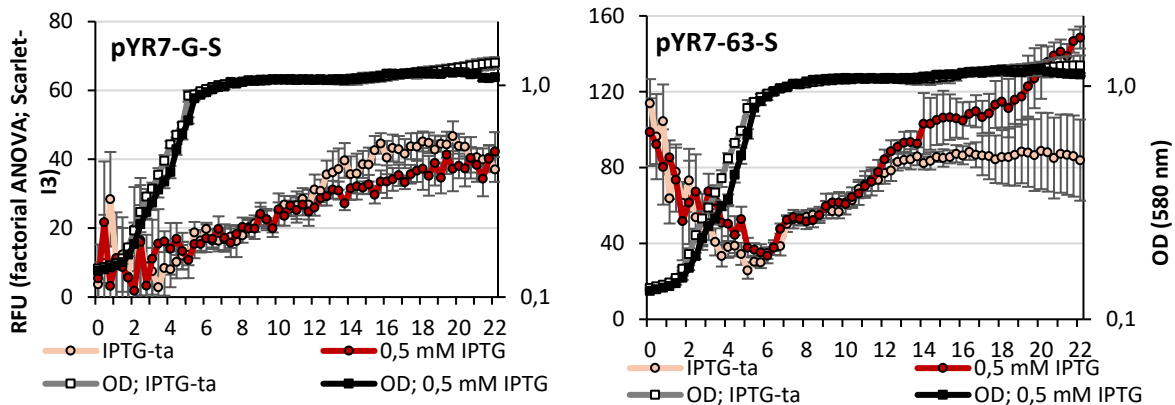 pYR7-G-S
RFU (factorial ANOVA; Scarlet-
I3)
80
60
40
20
0
1.0
0,1
0 2 4 6 8 10 12 14 16 18 20 22
IPTG-ta
0,5 mM IPTG
OD; IPTG-ta
OD; 0,5 mM IPTG
pYR7-63-S
160
120
80
40
0
1,0
0,1
OD (580 nm)
0 2 4 6 8 10 12 14 16 18 20 22
IPTG-ta
0,5 mM IPTG
OD; IPTG-ta
OD; 0,5 mM IPTG